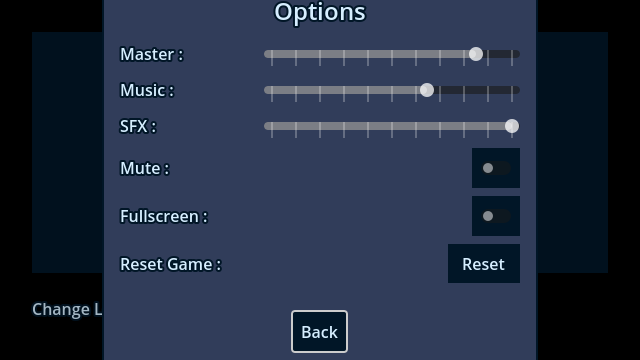 Options
Master :
Music :
SFX :
Mute :
Fullscreen :
Reset Game :
Reset
Change L
Back